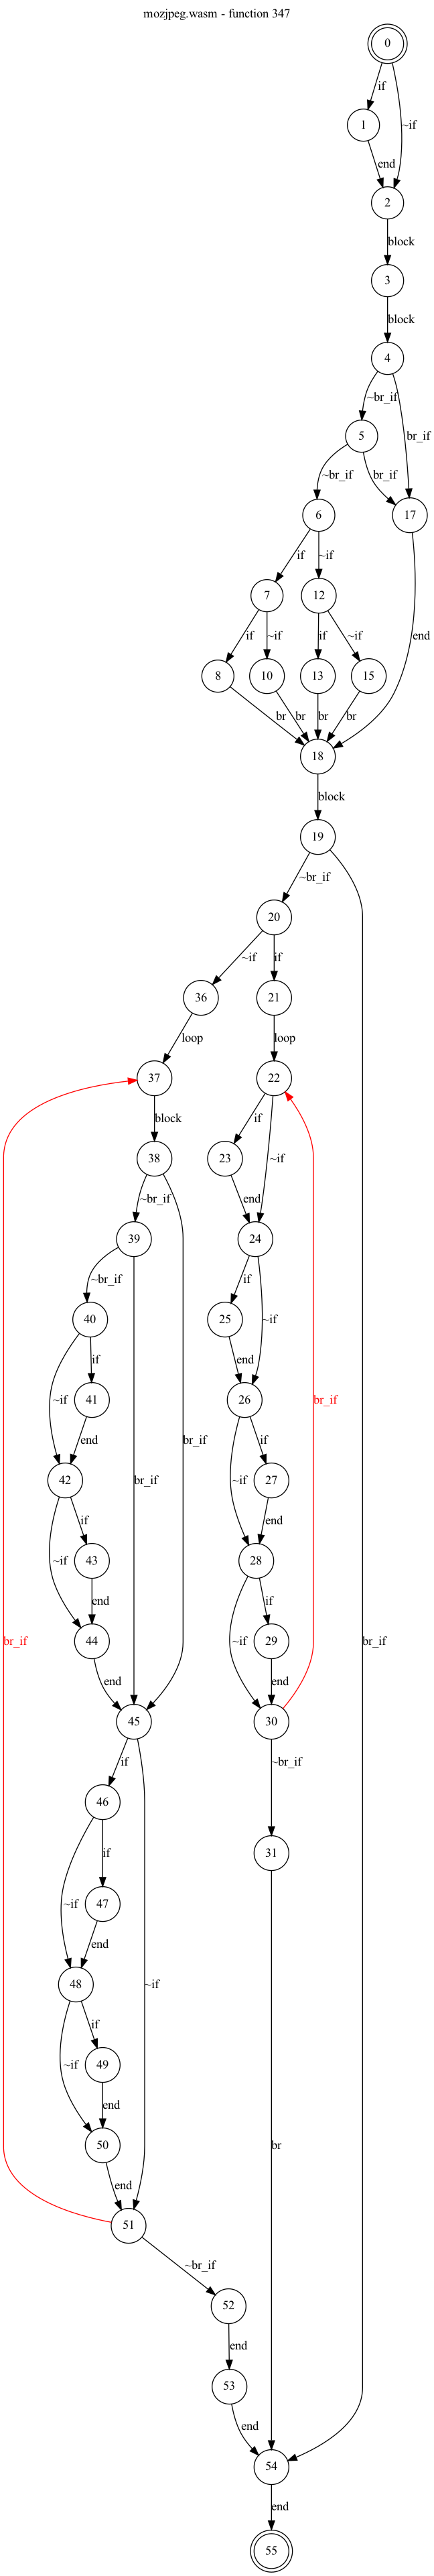 mozjpeg.wasm - function 347
0
if
1
~if
end
2
block
3
block
4
~br_if
5
br_if
~br_if
br_if
6
17
if
~if
7
12
end
if
~if
if
~if
8
10
13
15
br
br
br
br
18
block
19
~br_if
20
~if
if
36
21
loop
loop
37
22
block
if
38
23
~if
~br_if
end
39
24
~br_if
if
40
25
~if
if
end
~if
41
26
br_if
end
br_if
br_if
if
42
~if
27
if
end
~if
43
28
end
if
44
~if
29
br_if
br_if
end
end
45
30
if
~br_if
46
31
if
~if
47
end
48
~if
if
~if
49
end
50
br
end
51
~br_if
52
end
53
end
54
end
55